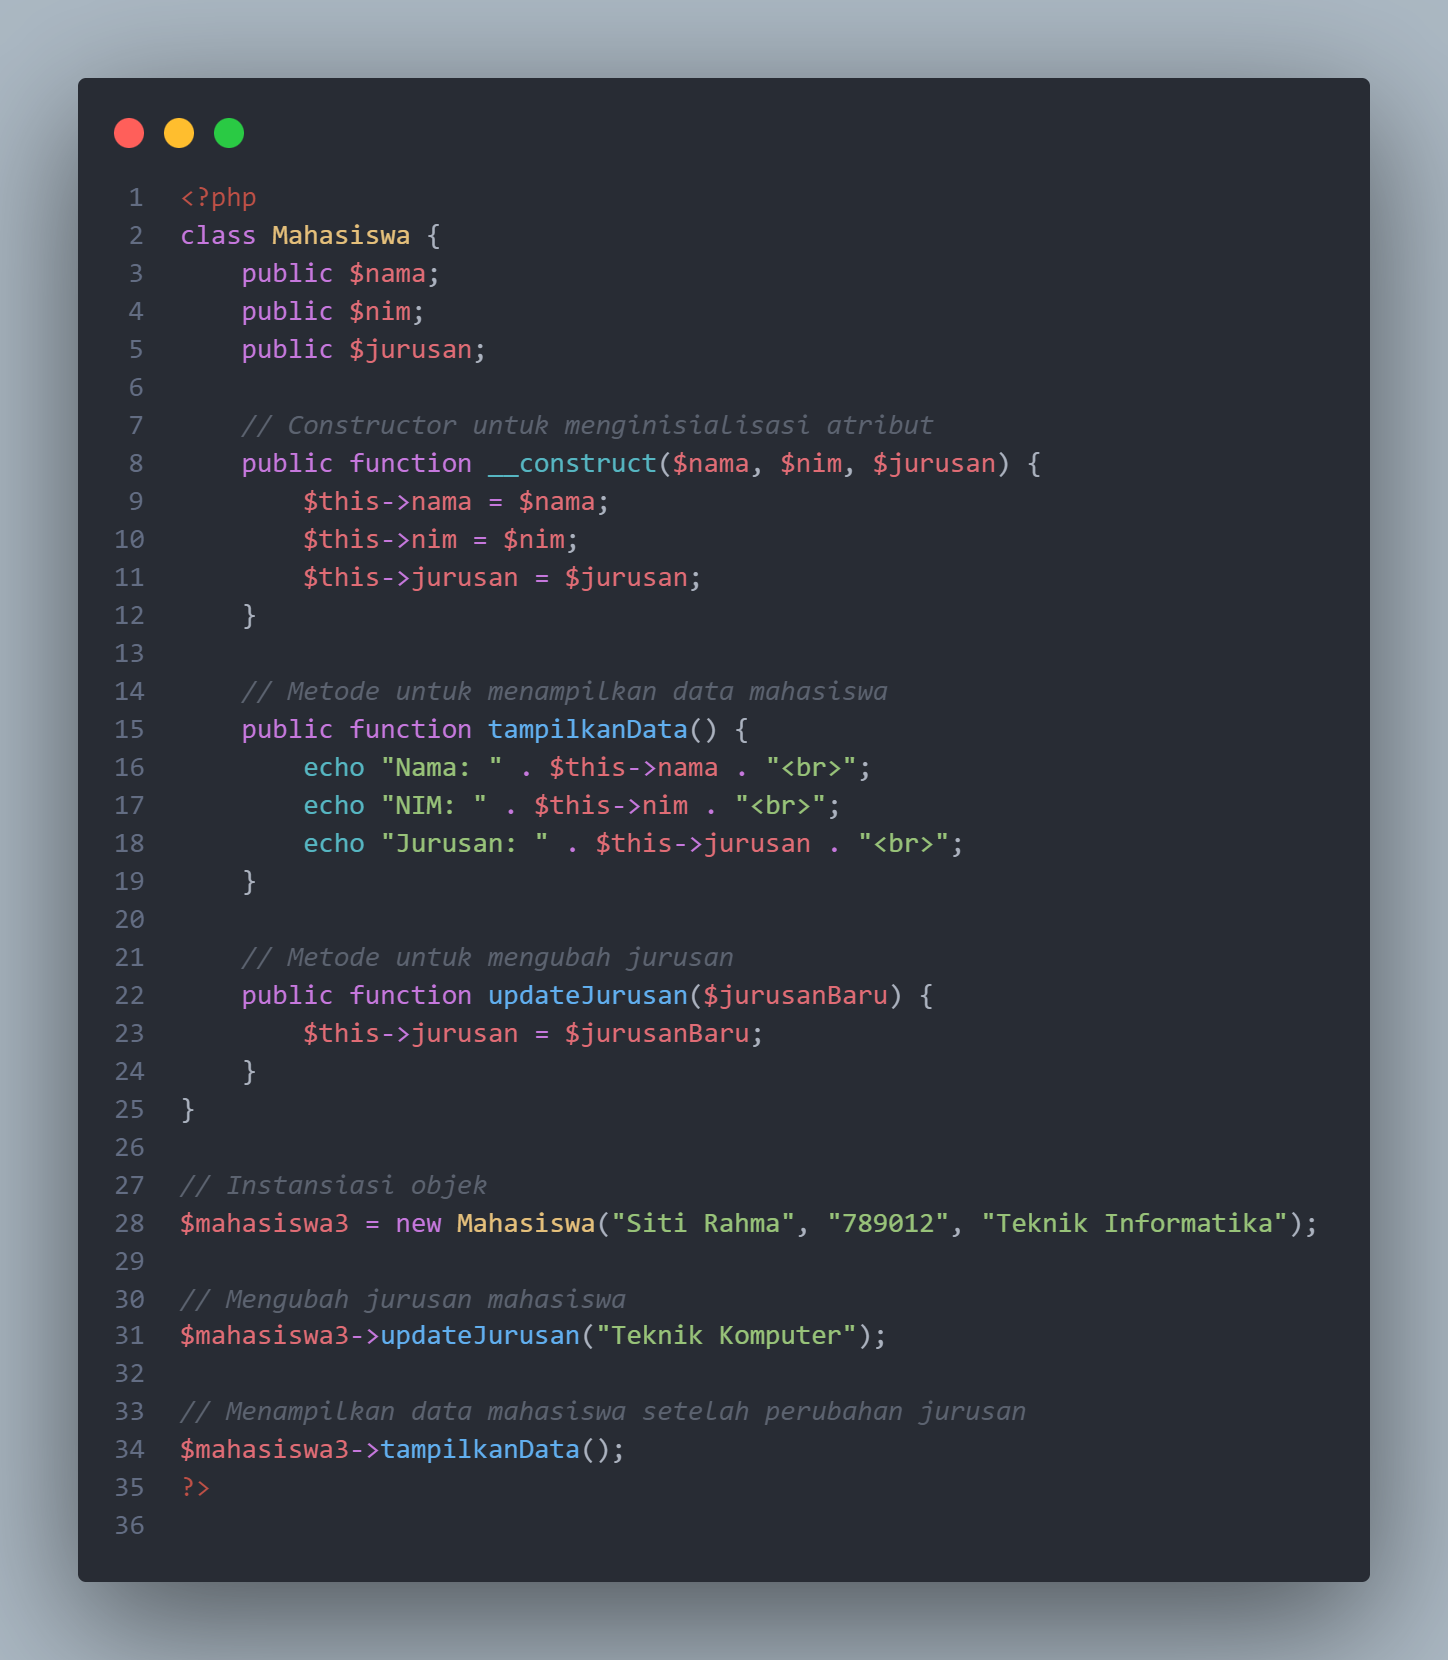 1 <?php
2 class Mahasiswa {
3     public $nama;
4     public $nim;
5     public $jurusan;
6
7     // Constructor untuk menginisialisasi atribut
8     public function __construct($nama, $nim, $jurusan) {
9         $this->nama = $nama;
10         $this->nim = $nim;
11         $this->jurusan = $jurusan;
12     }
13
14     // Metode untuk menampilkan data mahasiswa
15     public function tampilkanData() {
16         echo "Nama: " . $this->nama . "<br>";
17         echo "NIM: " . $this->nim . "<br>";
18         echo "Jurusan: " . $this->jurusan . "<br>";
19     }
20
21     // Metode untuk mengubah jurusan
22     public function updateJurusan($jurusanBaru) {
23         $this->jurusan = $jurusanBaru;
24     }
25 }
26
27 // Instansiasi objek
28 $mahasiswa3 = new Mahasiswa("Siti Rahma", "789012", "Teknik Informatika");
29
30 // Mengubah jurusan mahasiswa
31 $mahasiswa3->updateJurusan("Teknik Komputer");
32
33 // Menampilkan data mahasiswa setelah perubahan jurusan
34 $mahasiswa3->tampilkanData();
35 ?>
36